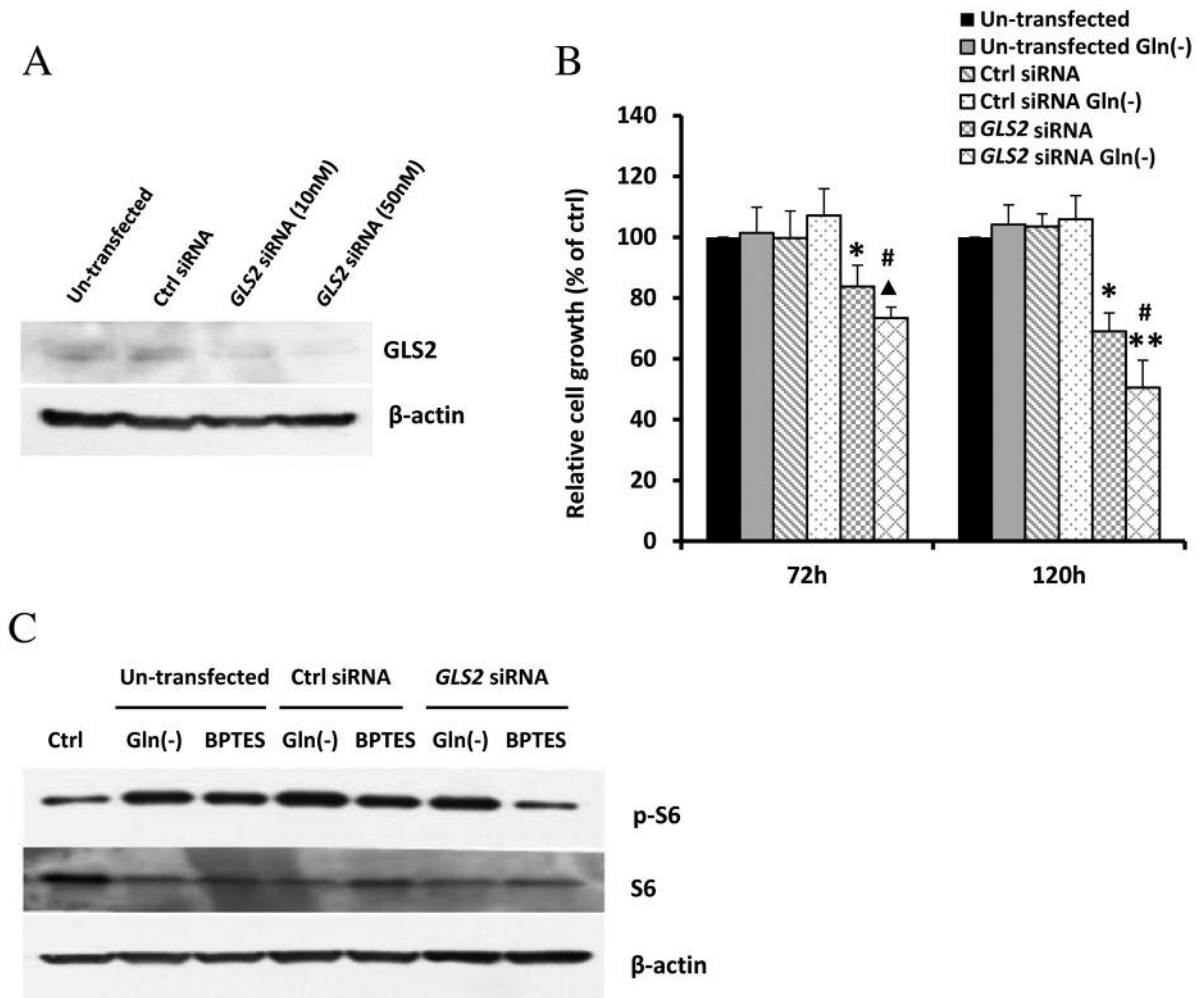 A
Un-transfected
Ctrl siRNA
GLS2 siRNA (10nM)
GLS2 siRNA (50nM)
GLS2
β-actin
B
Un-transfected
Un-transfected Gln(-)
Ctrl siRNA
Ctrl siRNA Gln(-)
GLS2 siRNA
GLS2 siRNA Gln(-)
Relative cell growth (% of ctrl)
140
120
100
80
60
40
20
0
*
#
▲
*
#
**
72h
120h
C
Un-transfected Ctrl siRNA GLS2 siRNA
Ctrl Gln(-) BPTES Gln(-) BPTES Gln(-) BPTES
p-S6
S6
β-actin